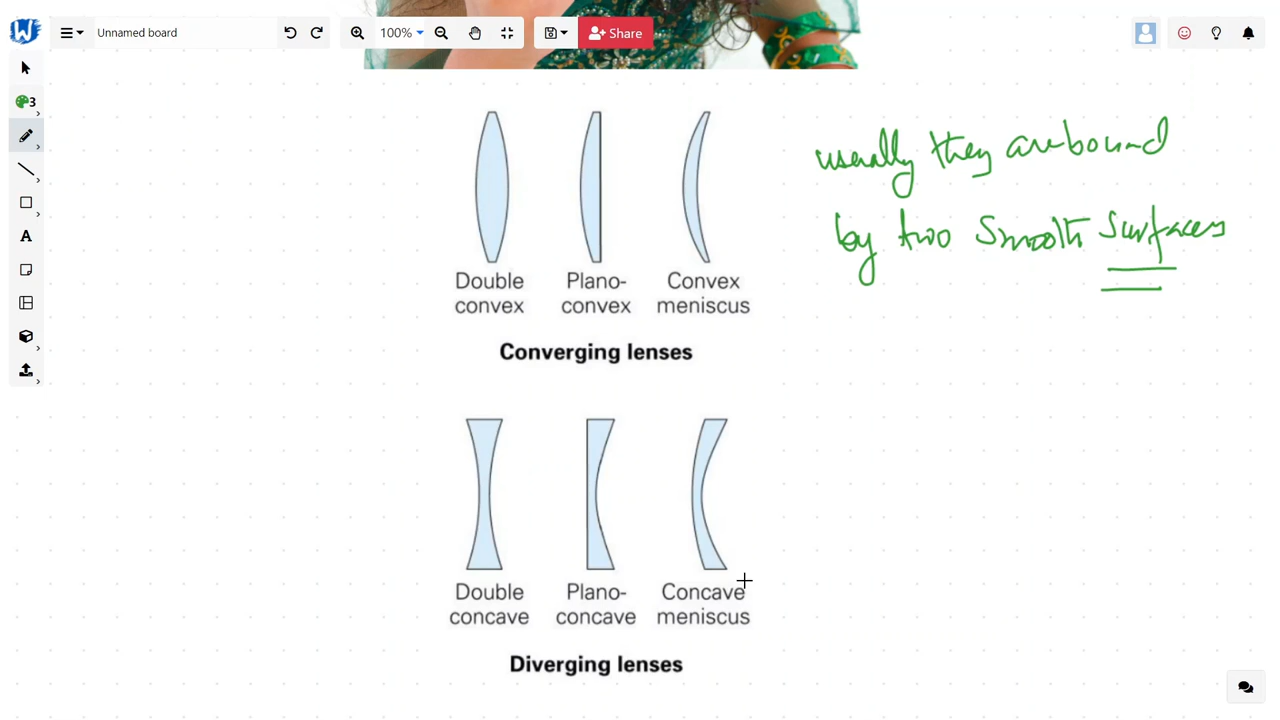 Unnamed board
100%
Share
3
A
usually they are bound
by two smooth surfaces
Double
convex
Plano-
convex
Convex
meniscus
Converging lenses
Double
concave
Plano-
concave
Concave
meniscus
Diverging lenses